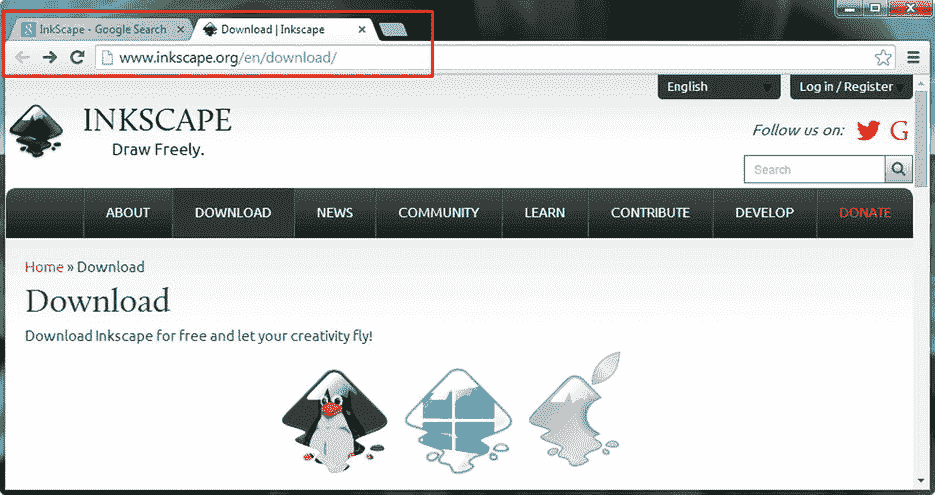 InkScape - Google Search
Download | Inkscape
www.inkscape.org/en/download/
English
Log in / Register
INKSCAPE
Draw Freely.
Follow us on:
Search
ABOUT DOWNLOAD NEWS COMMUNITY LEARN CONTRIBUTE DEVELOP DONATE
Home » Download
Download
Download Inkscape for free and let your creativity fly!